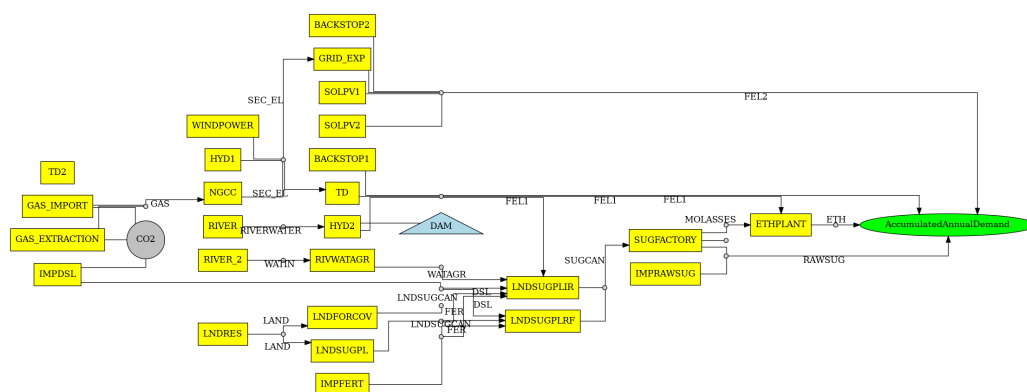 BACKSTOP2
GRID_EXP
SOLPV1
FEL2
SEC_EL
SOLPV2
WINDPOWER
HYD1
BACKSTOP1
TD2
GAS_IMPORT
GAS
NGCC
SEC_EL
TD
FEL1
FEL1
FEL1
GAS_EXTRACTION
CO2
RIVER
RIVERWATER
HYD2
DAM
MOLASSES
ETHPLANT
ETH
AccumulatedAnnualDemand
SUGFACTORY
RAWSUG
IMPDSL
RIVER_2
WATIN
RIVWATAGR
WATAGR
SUGCAN
IMPRAWSUG
LNDSUGPLIR
DSL
DSL
LNDSUGCAN
FER
LNDSUGCAN
FER
LNDSUGPLRF
LNDFORCOV
LAND
LNDRES
LAND
LNDSUGPL
IMPFERT